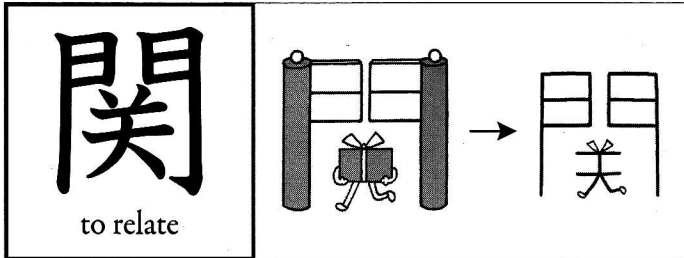 関
to relate